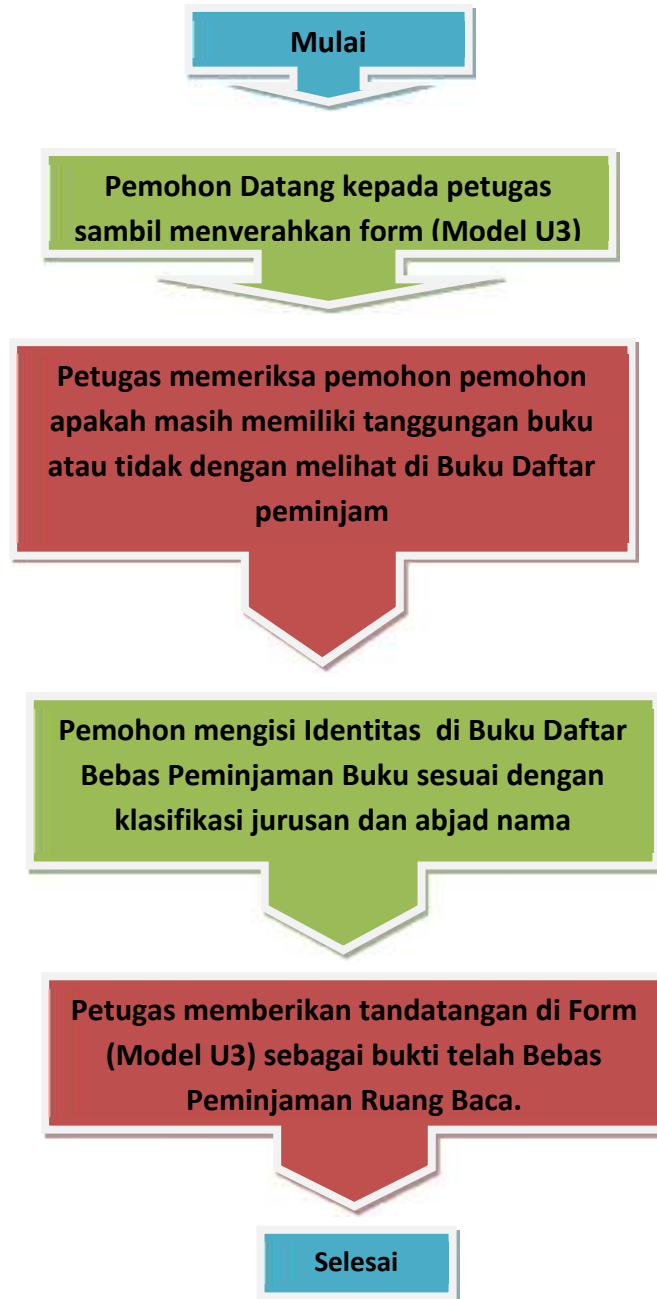 Mulai
Pemohon Datang kepada petugas
sambil menyerahkan form (Model U3)
Petugas memeriksa pemohon pemohon
apakah masih memiliki tanggungan buku
atau tidak dengan melihat di Buku Daftar
peminjam
Pemohon mengisi Identitas di Buku Daftar
Bebas Peminjaman Buku sesuai dengan
klasifikasi jurusan dan abjad nama
Petugas memberikan tandatangan di Form
(Model U3) sebagai bukti telah Bebas
Peminjaman Ruang Baca.
Selesai